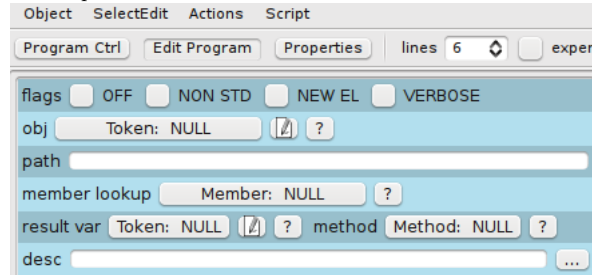 Object SelectEdit Actions Script
Program Ctrl Edit Program Properties lines 6 exper
flags OFF NON STD NEW EL VERBOSE
obj Token: NULL ?
path
member lookup Member: NULL ?
result var Token: NULL ? method Method: NULL ?
desc ...